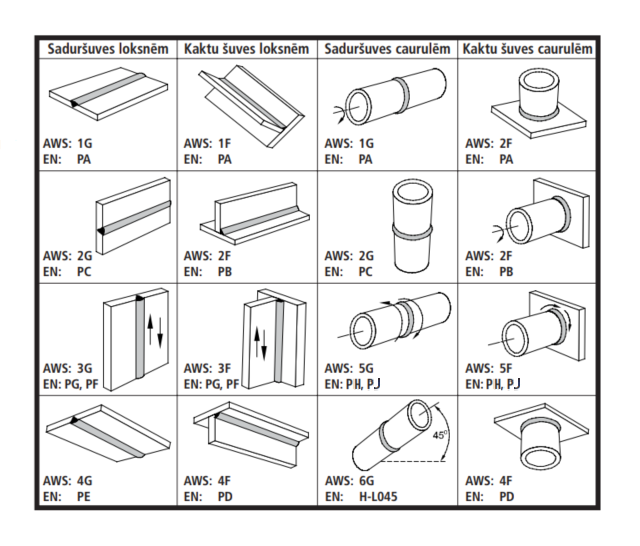 Saduršuves loksnēm Kaktu šuves loksnēm Saduršuves caurulēm Kaktu šuves caurulēm
AWS: 1G
EN: PA
AWS: 1F
EN: PA
AWS: 1G
EN: PA
AWS: 2F
EN: PA
AWS: 2G
EN: PC
AWS: 2F
EN: PB
AWS: 2G
EN: PC
AWS: 2F
EN: PB
AWS: 3G
EN: PG, PF
AWS: 3F
EN: PG, PF
AWS: 5G
EN: PH, PJ
AWS: 5F
EN: PH, PJ
AWS: 4G
EN: PE
AWS: 4F
EN: PD
45°
AWS: 6G
EN: H-L045
AWS: 4F
EN: PD